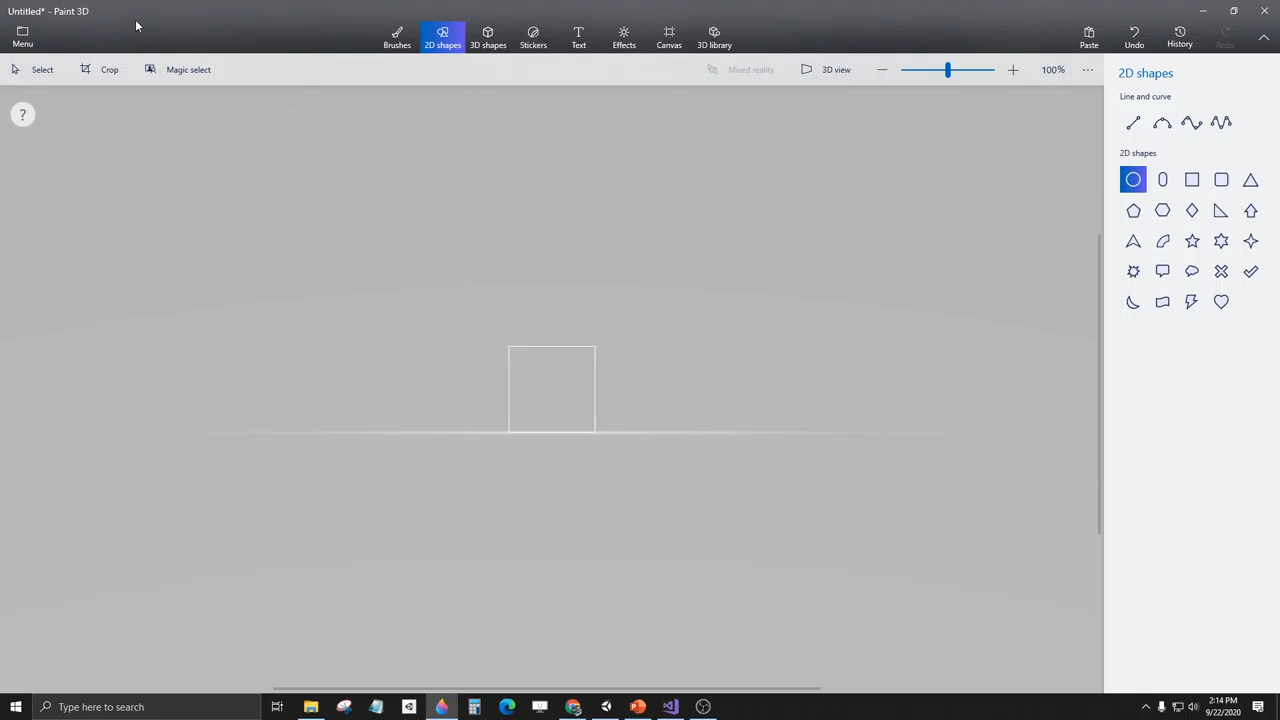 Untitled* - Paint 3D
Menu
Brushes
2D shapes
3D shapes
Stickers
Text
Effects
Canvas
3D library
Paste
Undo
History
Redo
Select
Crop
Magic select
Mixed reality
3D view
100%
2D shapes
Line and curve
?
2D shapes
Type here to search
2:14 PM
9/22/2020